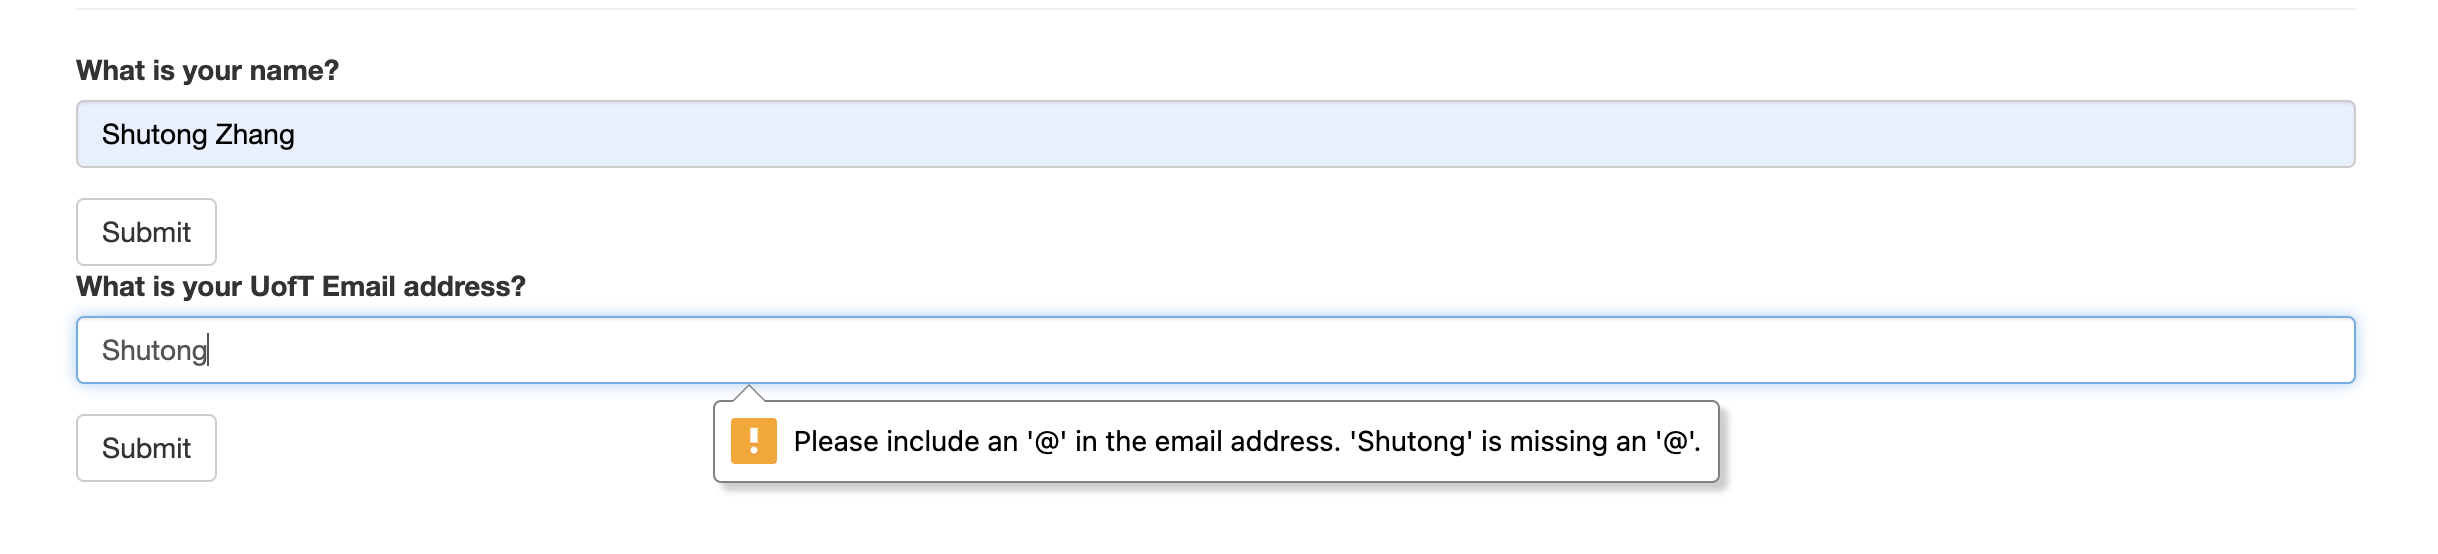 What is your name?
Shutong Zhang
Submit
What is your UofT Email address?
Shutong
Please include an '@' in the email address. 'Shutong' is missing an '@'.
Submit